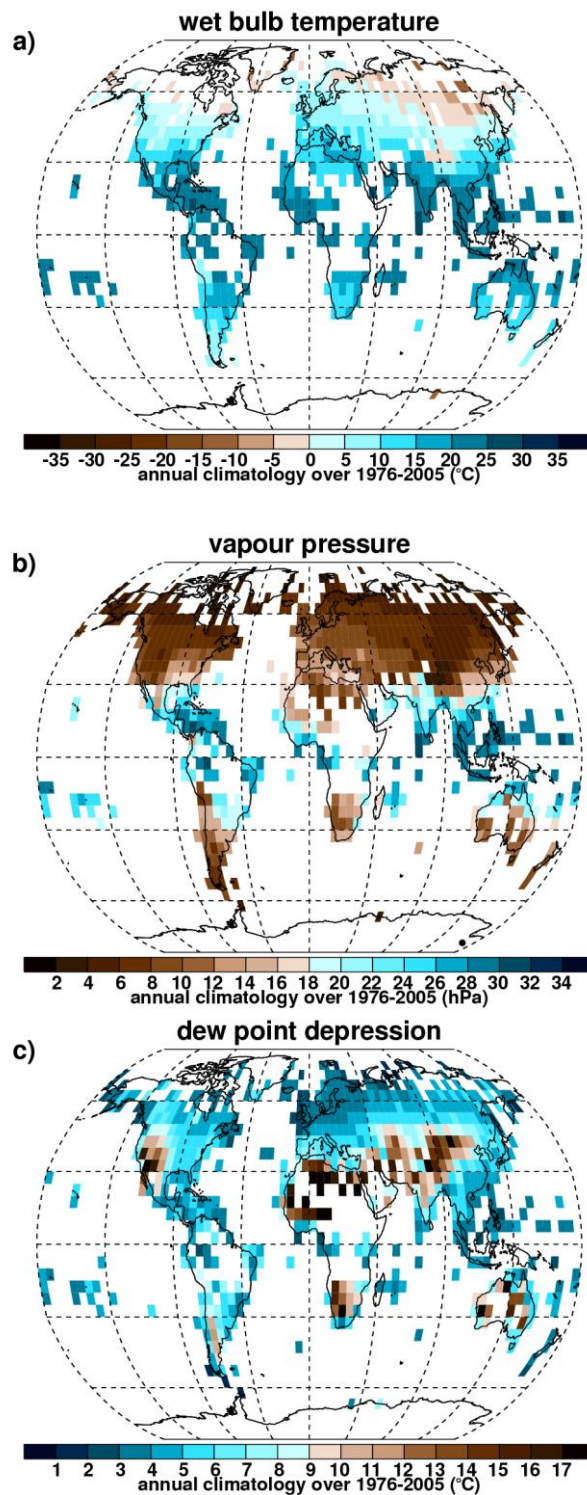 wet bulb temperature
a)
-35 -30 -25 -20 -15 -10 -5 0 5 10 15 20 25 30 35
annual climatology over 1976-2005 (°C)
vapour pressure
b)
2 4 6 8 10 12 14 16 18 20 22 24 26 28 30 32 34
annual climatology over 1976-2005 (hPa)
dew point depression
c)
1 2 3 4 5 6 7 8 9 10 11 12 13 14 15 16 17
annual climatology over 1976-2005 (°C)